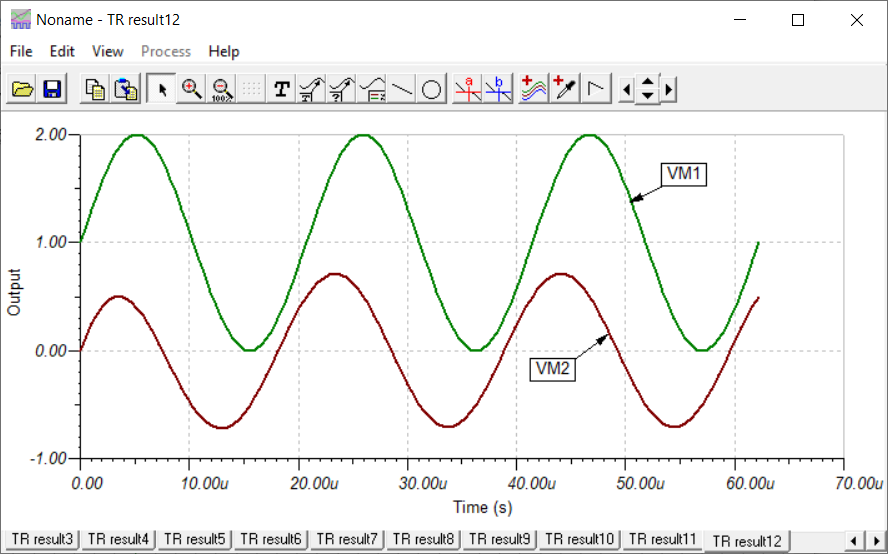 Noname - TR result12
File Edit View Process Help
T 100% T ? a b
2.00
VM1
1.00
Output
0.00
VM2
-1.00
0.00 10.00u 20.00u 30.00u 40.00u 50.00u 60.00u 70.00u
Time (s)
TR result3 TR result4 TR result5 TR result6 TR result7 TR result8 TR result9 TR result10 TR result11 TR result12